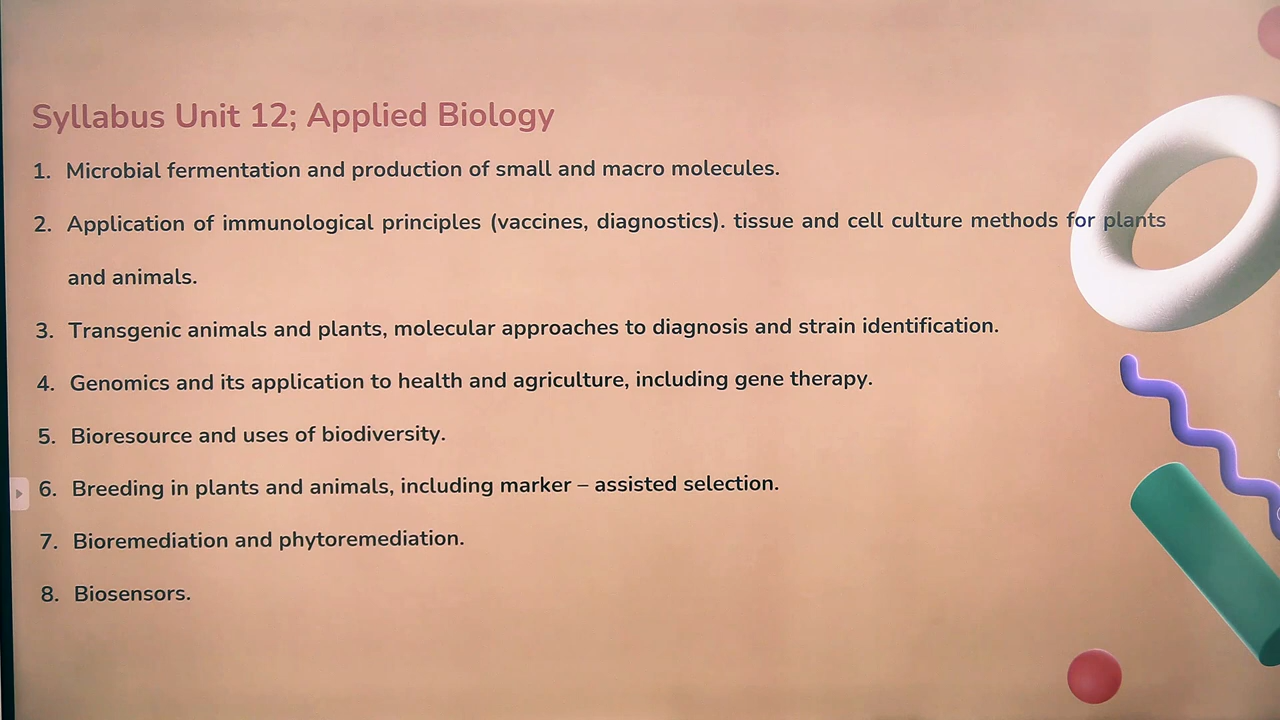 Syllabus Unit 12; Applied Biology
1. Microbial fermentation and production of small and macro molecules.
2. Application of immunological principles (vaccines, diagnostics). tissue and cell culture methods for plants
and animals.
3. Transgenic animals and plants, molecular approaches to diagnosis and strain identification.
4. Genomics and its application to health and agriculture, including gene therapy.
5. Bioresource and uses of biodiversity.
6. Breeding in plants and animals, including marker – assisted selection.
7. Bioremediation and phytoremediation.
8. Biosensors.